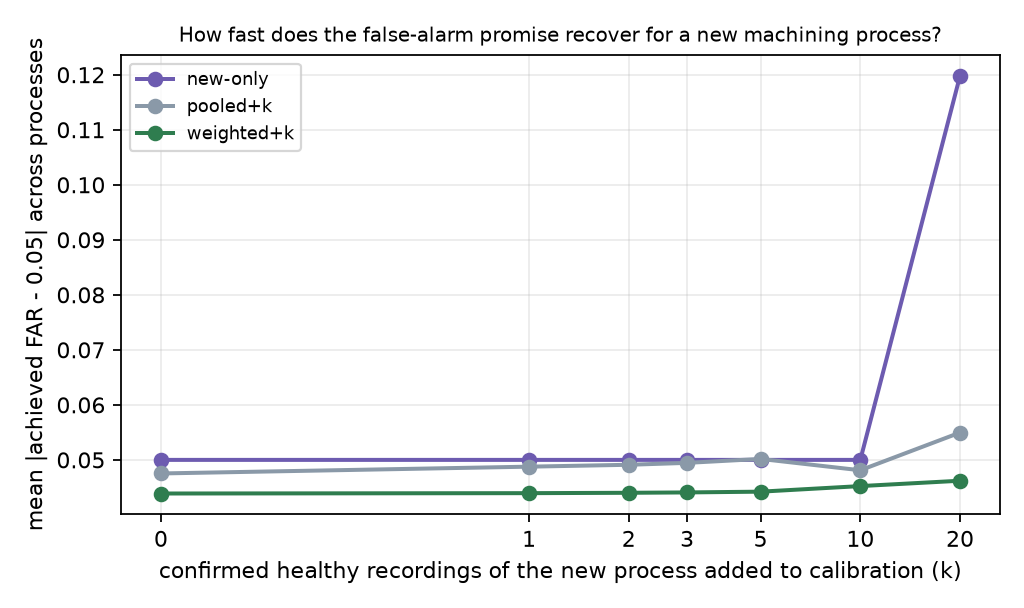 How fast does the false-alarm promise recover for a new machining process?
mean |achieved FAR - 0.05| across processes
0.12
0.11
0.10
0.09
0.08
0.07
0.06
0.05
new-only
pooled+k
weighted+k
0 1 2 3 5 10 20
confirmed healthy recordings of the new process added to calibration (k)